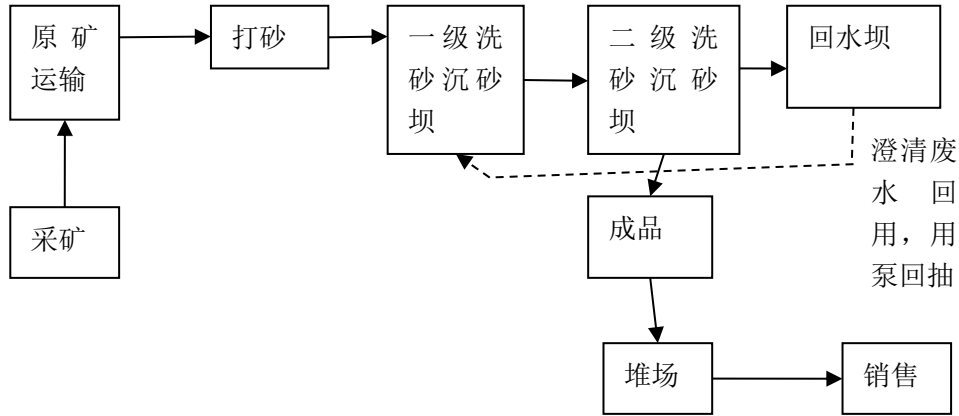 原矿
运输
打砂
一级洗
砂沉砂
坝
二级洗
砂沉砂
坝
回水坝
澄清废
水回
用，用
泵回抽
采矿
成品
堆场
销售